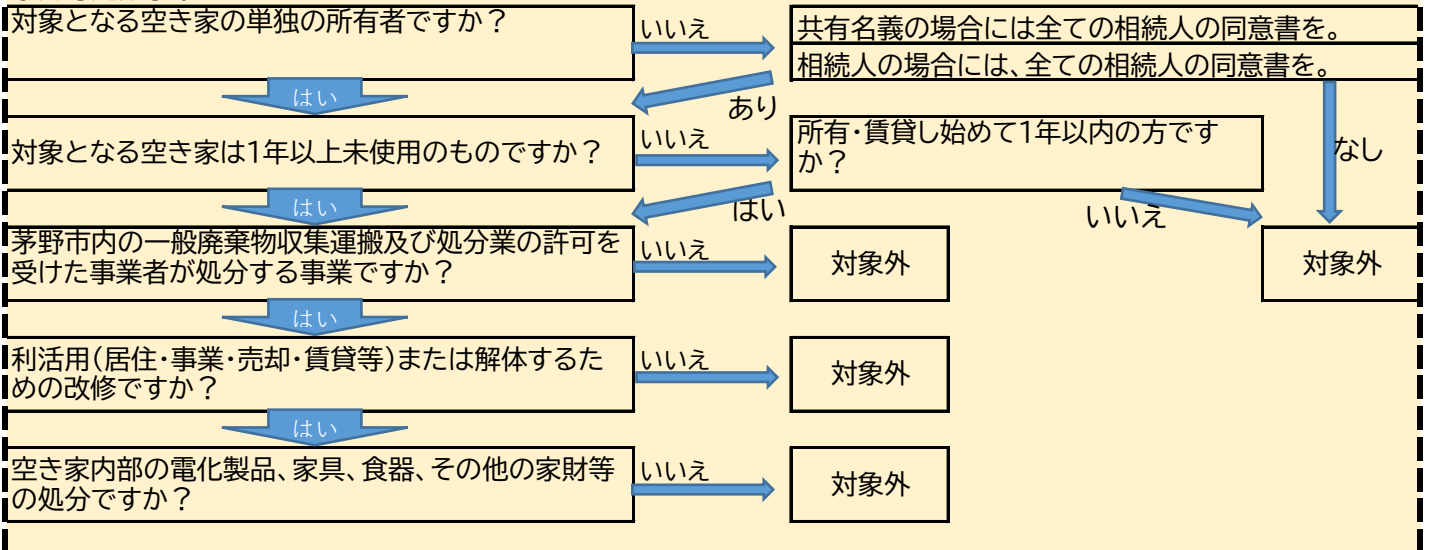 対象となる空き家の単独の所有者ですか？
いいえ
共有名義の場合には全ての相続人の同意書を。
相続人の場合には、全ての相続人の同意書を。
はい
あり
なし
対象となる空き家は1年以上未使用のものですか？
いいえ
所有・賃貸し始めて1年以内の方です
か？
はい
はい
いいえ
茅野市内の一般廃棄物収集運搬及び処分業の許可を
受けた事業者が処分する事業ですか？
いいえ
対象外
対象外
はい
利活用(居住・事業・売却・賃貸等)または解体するた
めの改修ですか？
いいえ
対象外
はい
空き家内部の電化製品、家具、食器、その他の家財等
の処分ですか？
いいえ
対象外